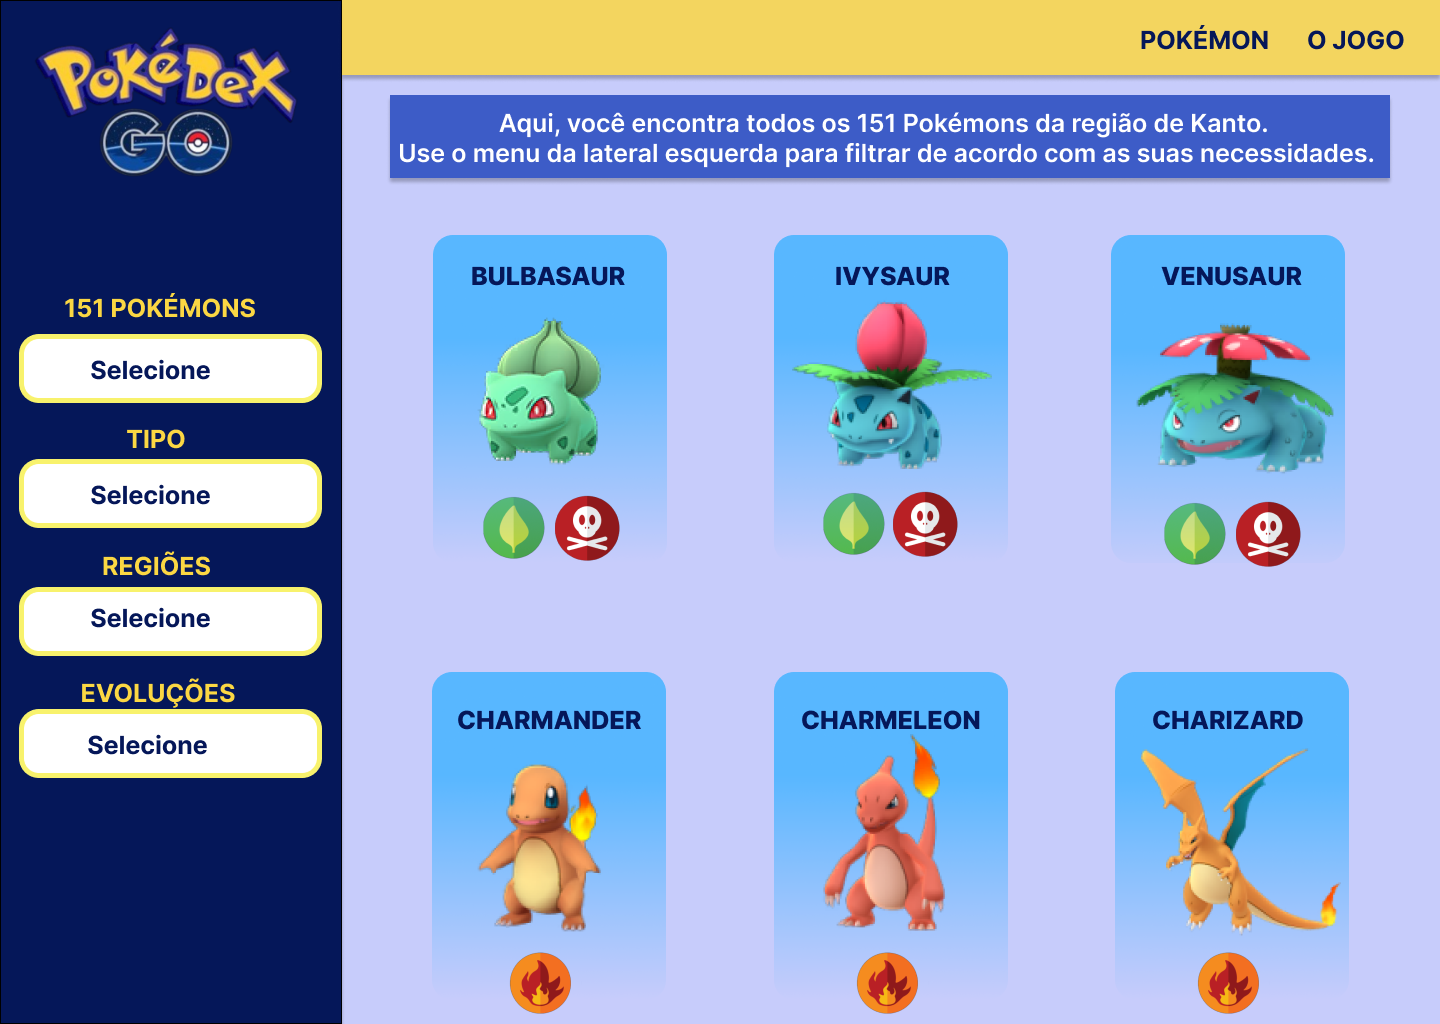 POKéDEX
GO
151 POKÉMONS
Selecione
TIPO
Selecione
REGIÕES
Selecione
EVOLUÇÕES
Selecione
POKÉMON O JOGO
Aqui, você encontra todos os 151 Pokémons da região de Kanto.
Use o menu da lateral esquerda para filtrar de acordo com as suas necessidades.
BULBASAUR
IVYSAUR
VENUSAUR
CHARMANDER
CHARMELEON
CHARIZARD